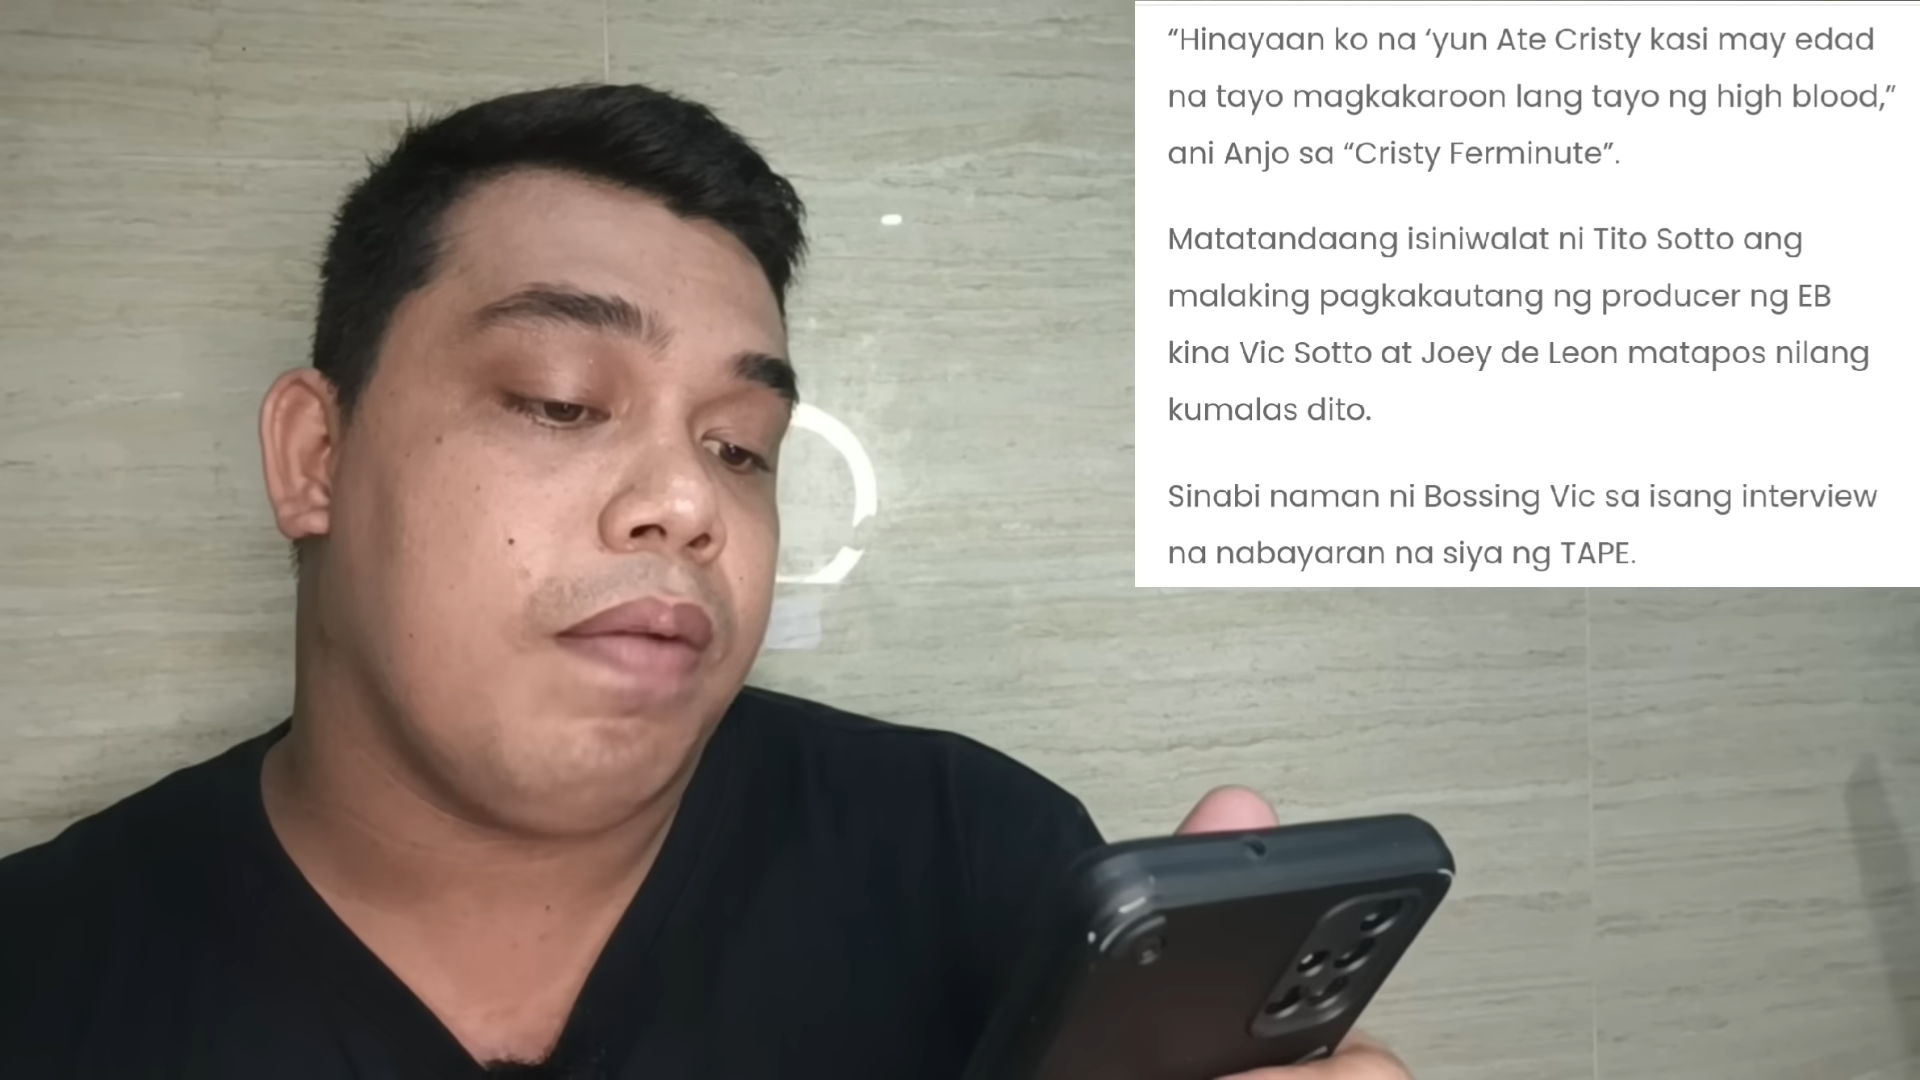 “Hinayaan ko na ‘yun Ate Cristy kasi may edad
na tayo magkakaroon lang tayo ng high blood,”
ani Anjo sa “Cristy Ferminute”.
Matatandaang isiniwalat ni Tito Sotto ang
malaking pagkakautang ng producer ng EB
kina Vic Sotto at Joey de Leon matapos nilang
kumalas dito.
Sinabi naman ni Bossing Vic sa isang interview
na nabayaran na siya ng TAPE.